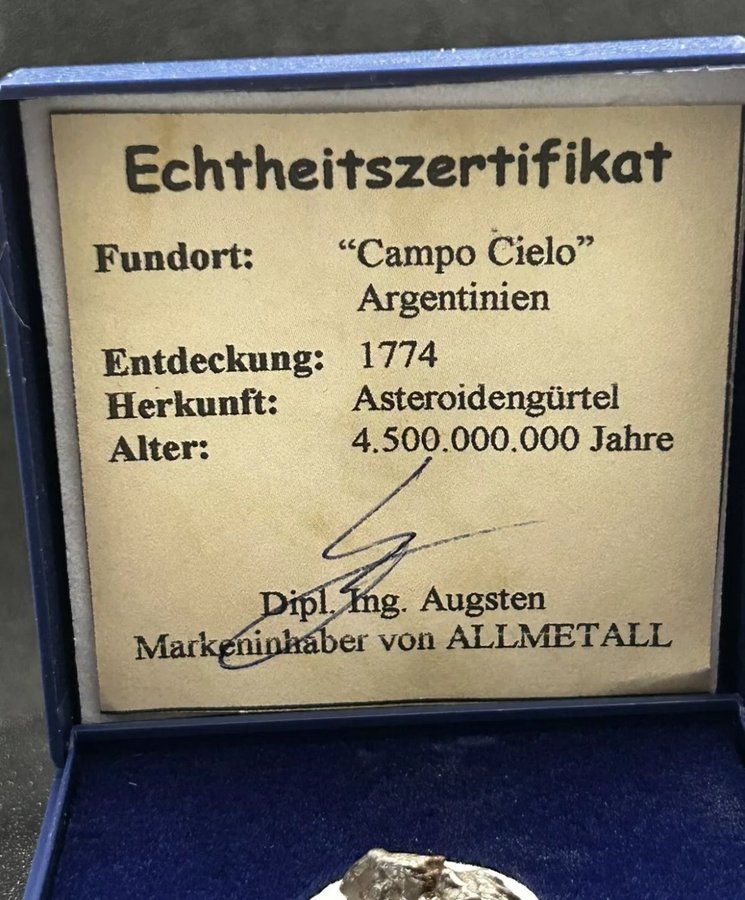 Echtheitszertifikat
Fundort: “Campo Cielo”
Argentinien
Entdeckung: 1774
Herkunft: Asteroidengürtel
Alter: 4.500.000.000 Jahre
Dipl. Ing. Augsten
Markeninhaber von ALLMETALL